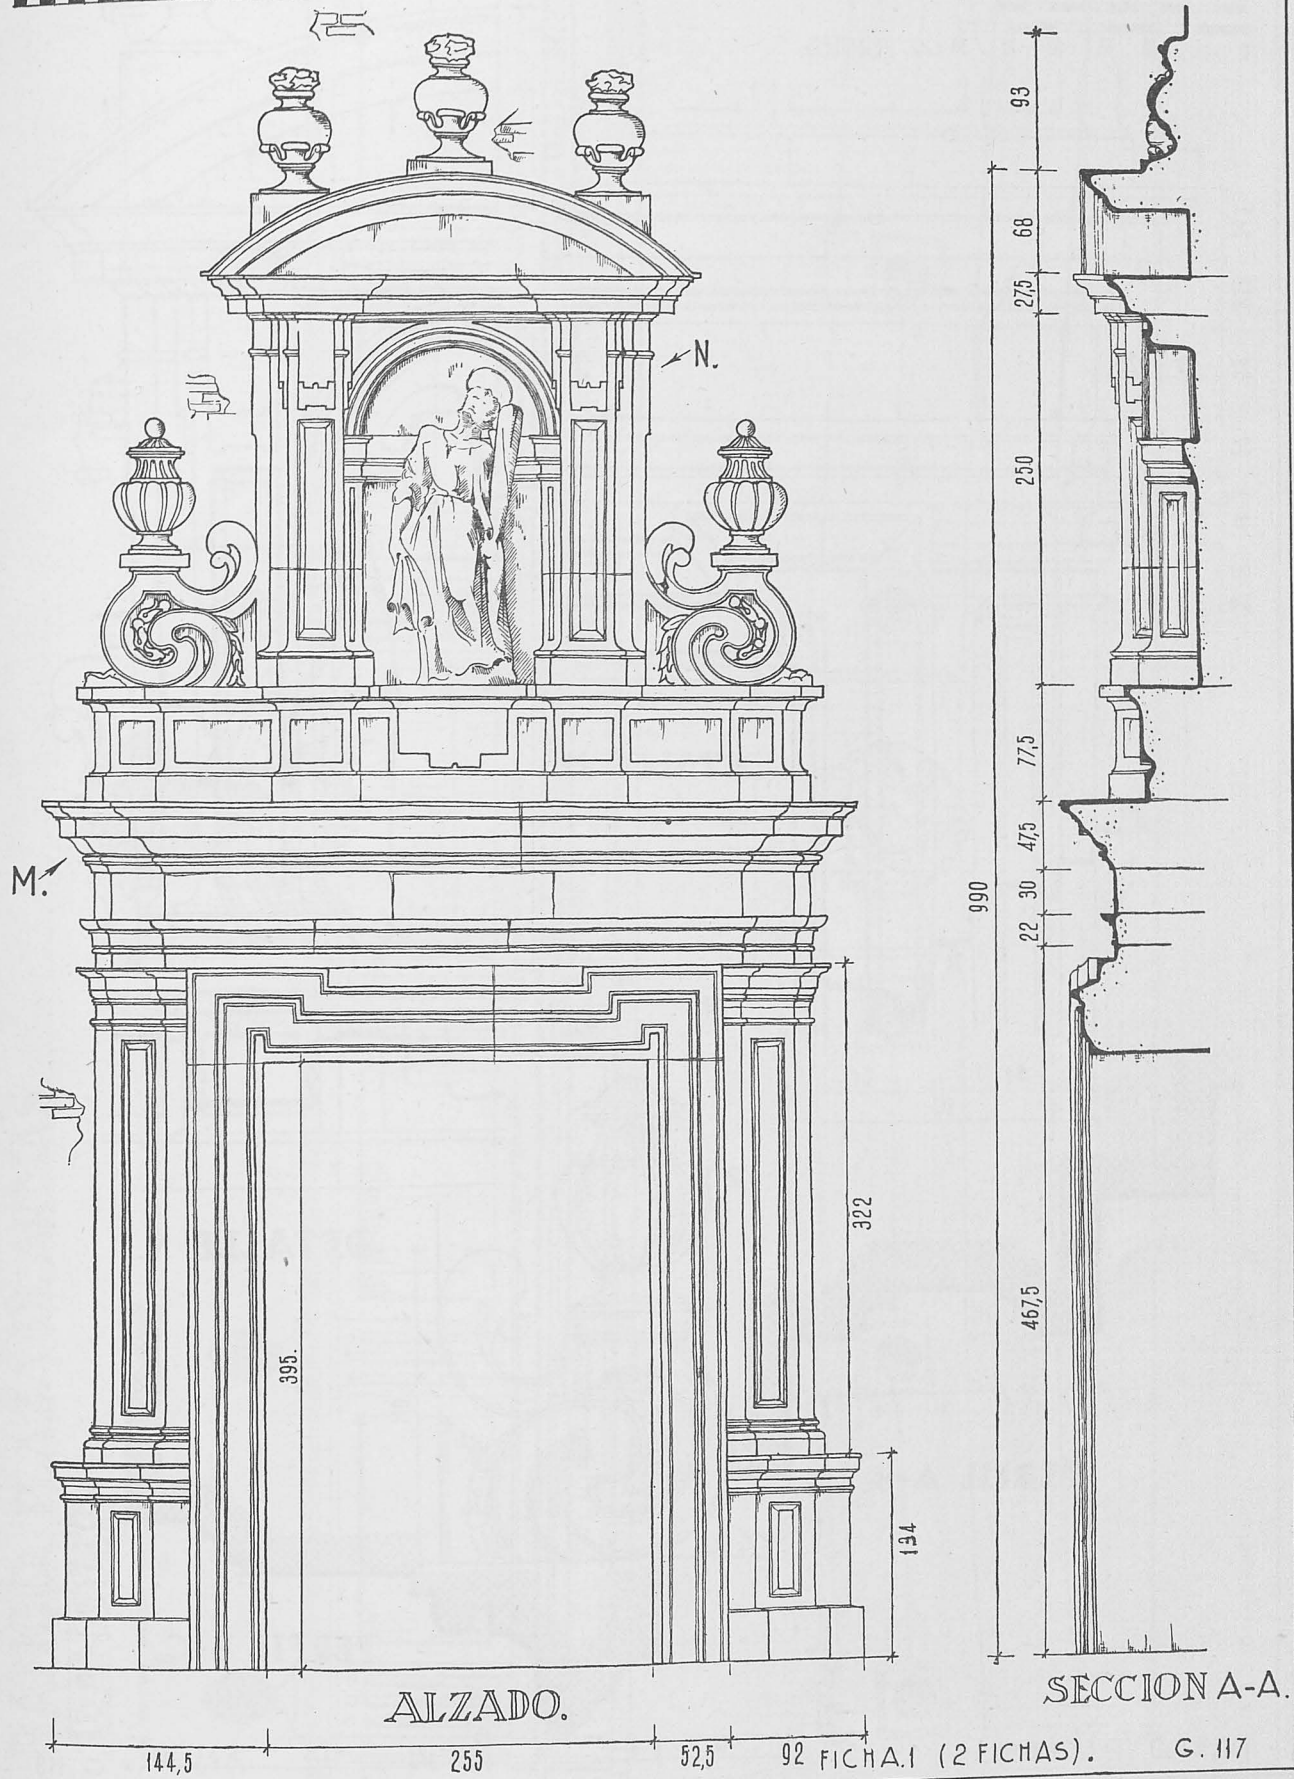 93
68
27,5
N.
250
77,5
47,5
M.
30
990
22
322
467,5
395.
134
ALZADO.
SECCION A-A.
144,5
255
52,5
92
FICHA.1 (2 FICHAS).
G. 117